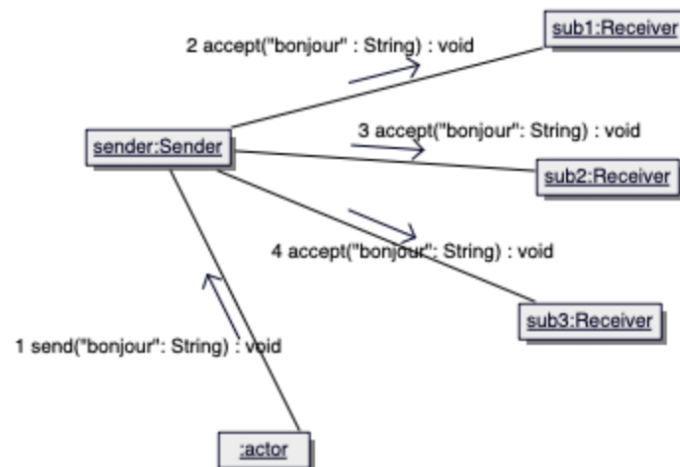 sub1:Receiver
2 accept("bonjour" : String) : void
3 accept("bonjour": String) : void
sender:Sender
sub2:Receiver
4 accept("bonjour": String) : void
sub3:Receiver
1 send("bonjour": String) : void
:actor